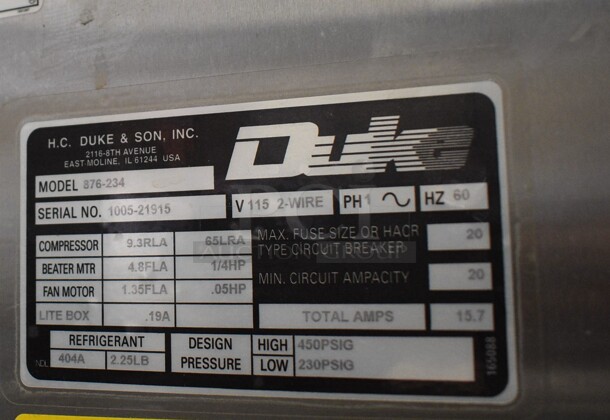 H.C. DUKE & SON, INC.
2116-8TH AVENUE
EAST MOLINE, IL 61244 USA
Duke
MODEL 876-234
SERIAL NO. 1005-21915
V 115 2-WIRE
PH 1 ∿
HZ 60
COMPRESSOR 9.3RLA 65LRA
BEATER MTR 4.8FLA 1/4HP
FAN MOTOR 1.35FLA .05HP
LITE BOX .19A
MAX. FUSE SIZE OR HACR
TYPE CIRCUIT BREAKER 20
MIN. CIRCUIT AMPACITY 20
TOTAL AMPS 15.7
REFRIGERANT
404A 2.25LB
DESIGN
PRESSURE
HIGH 450PSIG
LOW 230PSIG
165088